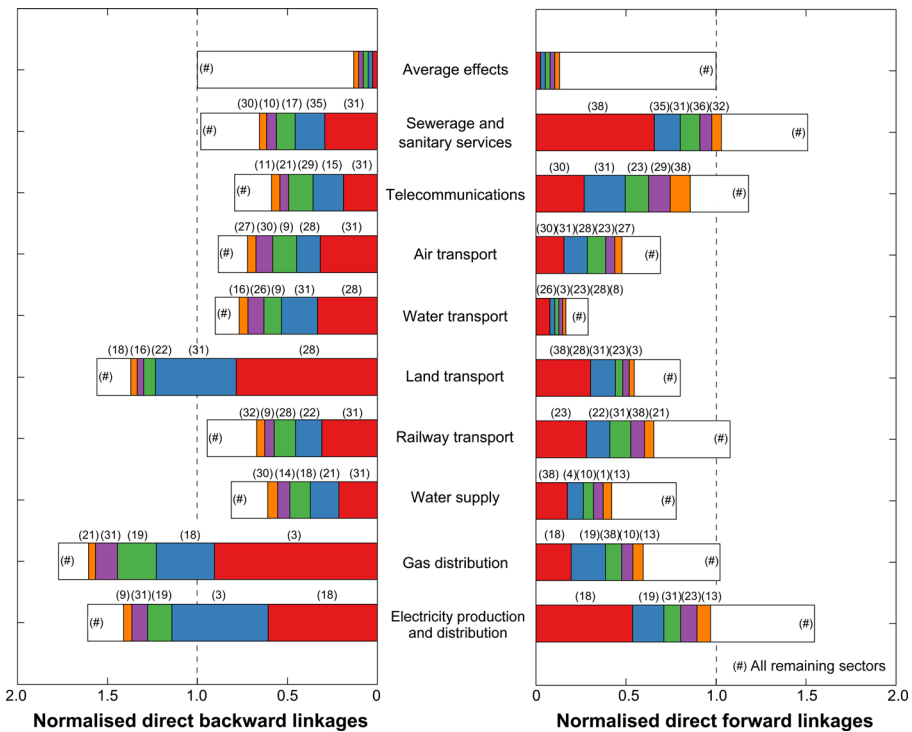 Average effects
(#)
(#)
(30) (10) (17) (35) (31)
(38) (35)(31)(36)(32)
Sewerage and
sanitary services
(#)
(#)
(11) (21) (29) (15) (31)
(30) (31) (23) (29)(38)
Telecommunications
(#)
(#)
(27) (30) (9) (28) (31)
(30)(31)(28)(23)(27)
Air transport
(#)
(#)
(16) (26) (9) (31) (28)
(26)(3)(23)(28)(8)
Water transport
(#)
(#)
(18) (16) (22) (31) (28)
(38)(28)(31)(23)(3)
Land transport
(#)
(#)
(32)(9)(28) (22) (31)
(23) (22)(31)(38)(21)
Railway transport
(#)
(#)
(30) (14) (18) (21) (31)
(38) (4)(10)(1)(13)
Water supply
(#)
(#)
(21) (31) (19) (18) (3)
(18) (19)(38)(10)(13)
Gas distribution
(#)
(#)
(9)(31)(19) (3) (18)
(18) (19) (31)(23)(13)
Electricity production
and distribution
(#)
(#)
(#) All remaining sectors
2.0 1.5 1.0 0.5 0
0 0.5 1.0 1.5 2.0
Normalised direct backward linkages
Normalised direct forward linkages